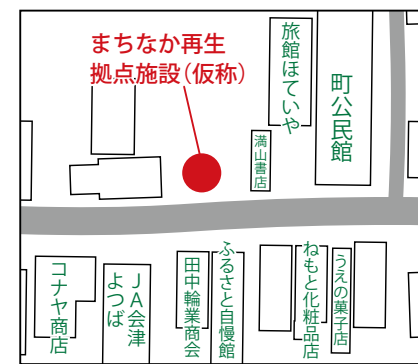 まちなか再生
拠点施設（仮称）
旅館ほていや
町公民館
満山書店
コナヤ商店
ＪＡ会津
よつば
田中輪業商会
ふるさと自慢館
ねもと化粧品店
うえの菓子店